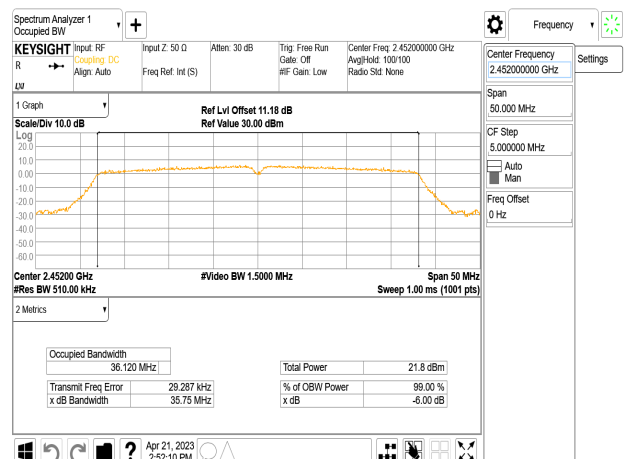 Spectrum Analyzer 1
Occupied BW
Frequency
KEYSIGHT Input: RF Input Z: 50 Ω Atten: 30 dB Trig: Free Run Center Freq: 2.452000000 GHz
R Coupling: DC Gate: Off Avg|Hold: 100/100
Align: Auto Freq Ref: Int (S) #IF Gain: Low Radio Std: None
LXI
Center Frequency
2.452000000 GHz
Settings
Span
50.000 MHz
CF Step
5.000000 MHz
Auto
Man
Freq Offset
0 Hz
1 Graph
Ref Lvl Offset 11.18 dB
Scale/Div 10.0 dB Ref Value 30.00 dBm
Log
20.0
10.0
0.00
-10.0
-20.0
-30.0
-40.0
-50.0
-60.0
Center 2.45200 GHz #Video BW 1.5000 MHz Span 50 MHz
#Res BW 510.00 kHz Sweep 1.00 ms (1001 pts)
2 Metrics
Occupied Bandwidth
36.120 MHz
Total Power 21.8 dBm
Transmit Freq Error 29.287 kHz % of OBW Power 99.00 %
x dB Bandwidth 35.75 MHz x dB -6.00 dB
? Apr 21, 2023
2:52:10 PM